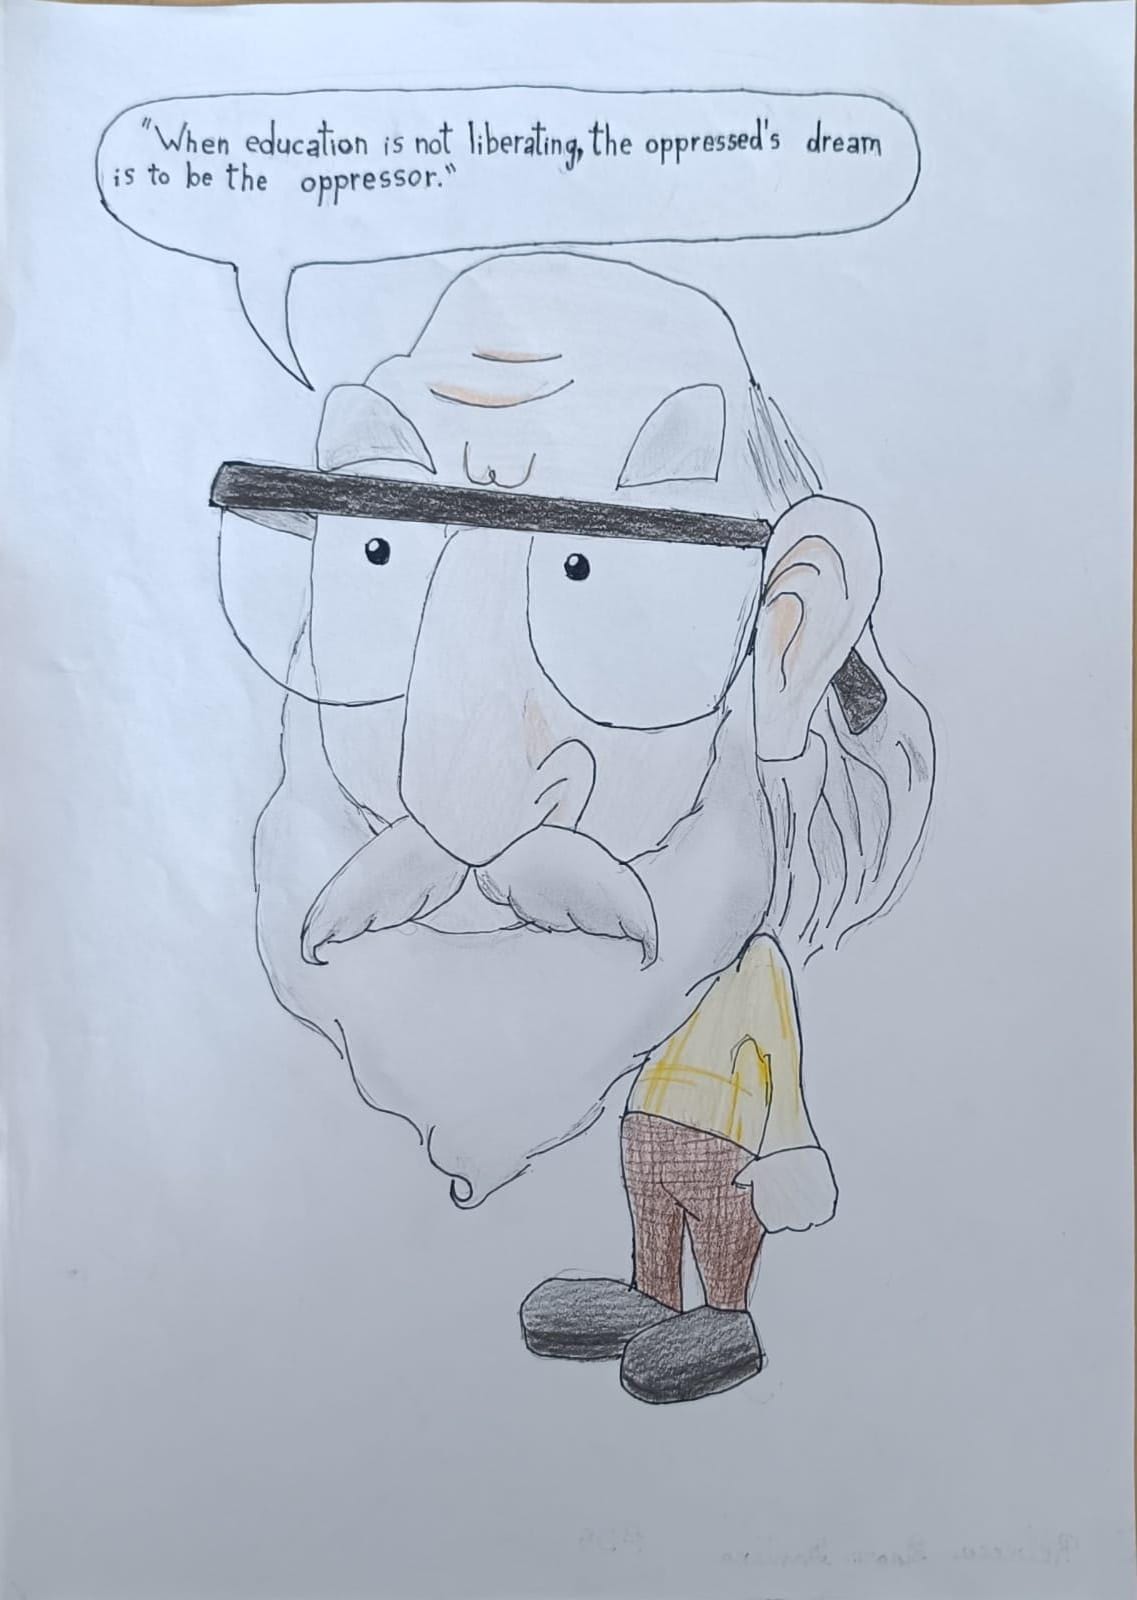 "When education is not liberating, the oppressed's dream
is to be the oppressor."